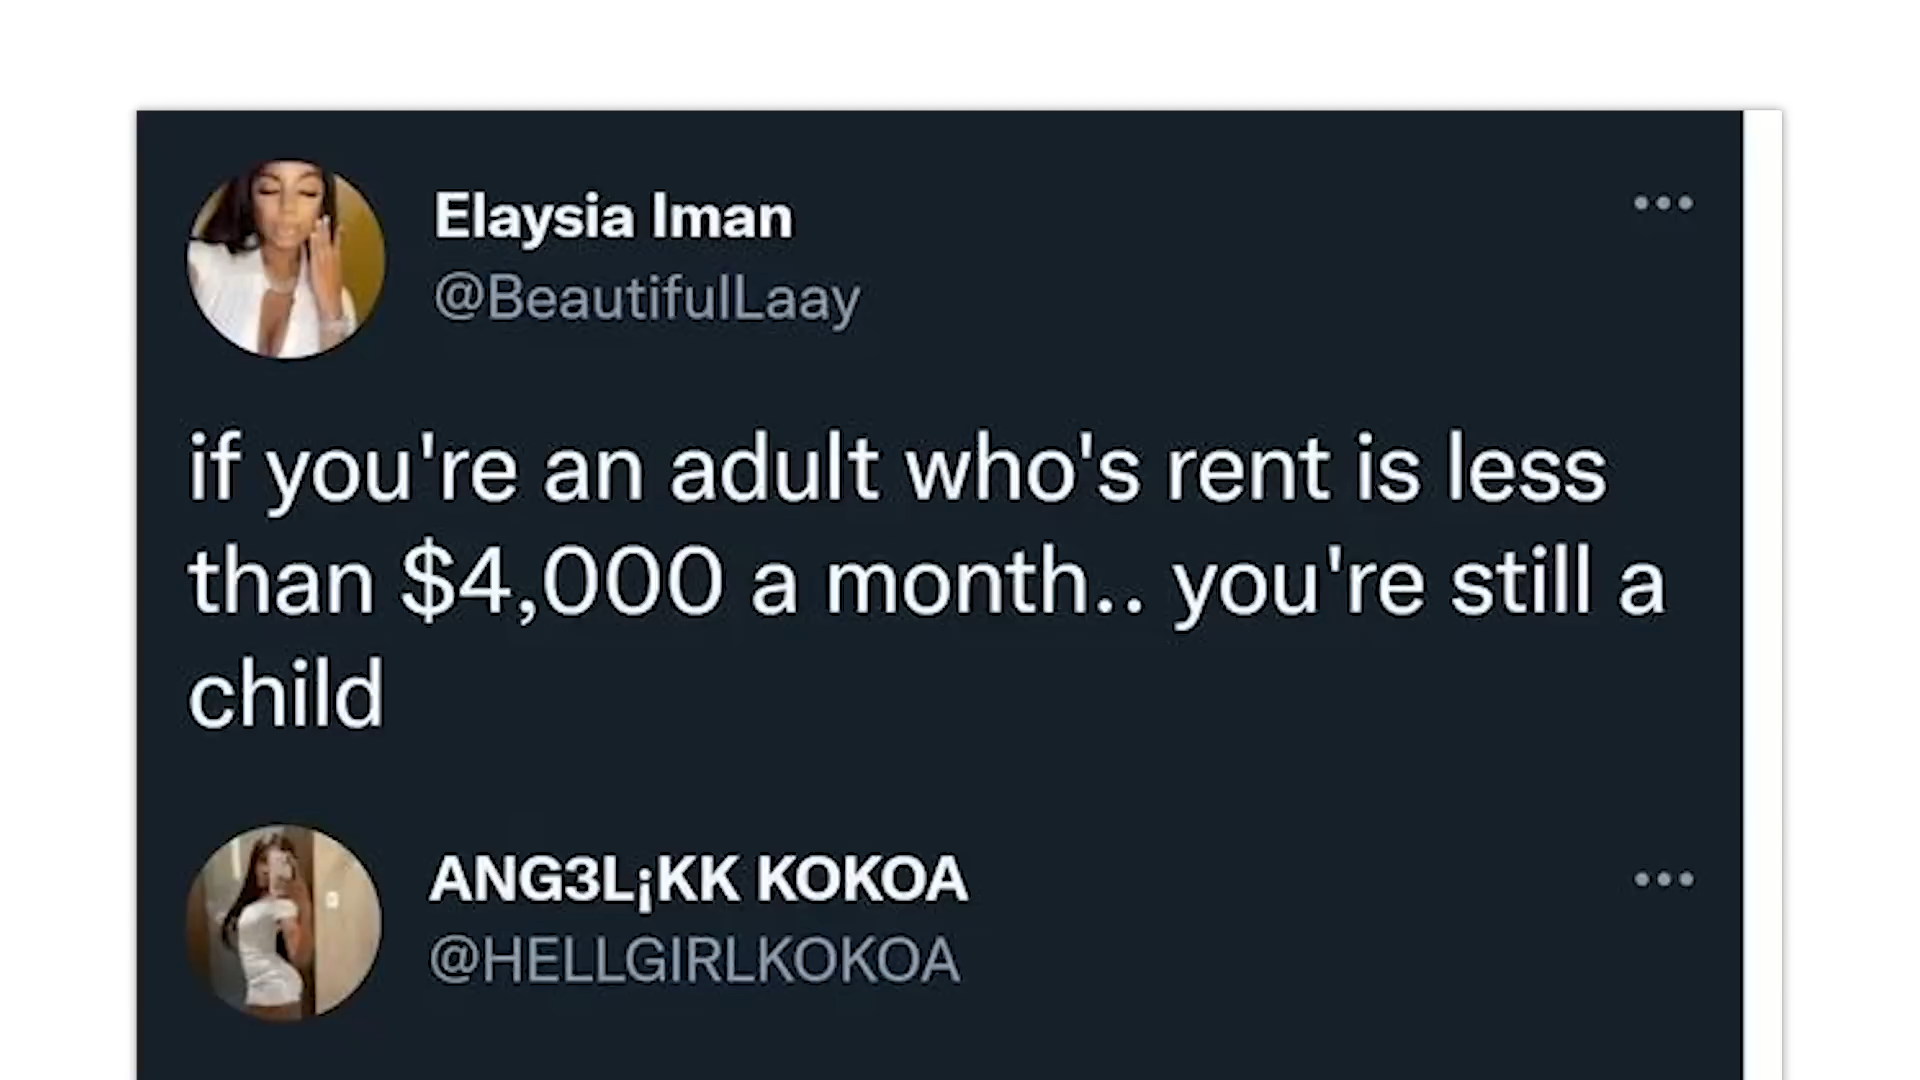 Elaysia Iman
@BeautifulLaay
if you're an adult who's rent is less
than $4,000 a month.. you're still a
child
ANG3L¡KK KOKOA
@HELLGIRLKOKOA